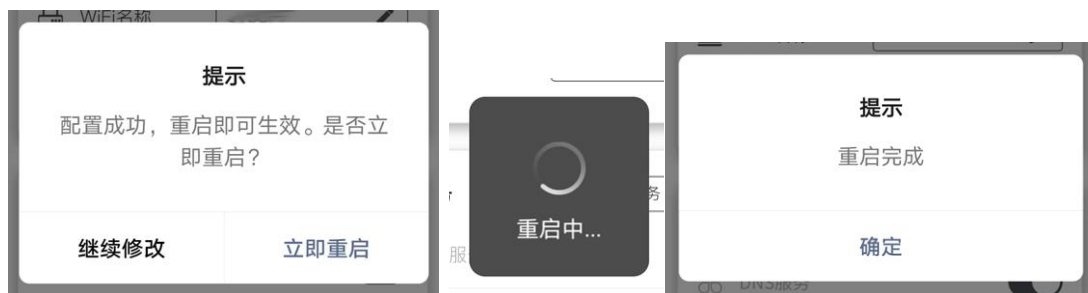 WiFi名称
提示
配置成功，重启即可生效。是否立
即重启？
继续修改
立即重启
务
重启中...
服
提示
重启完成
确定
DNS服务